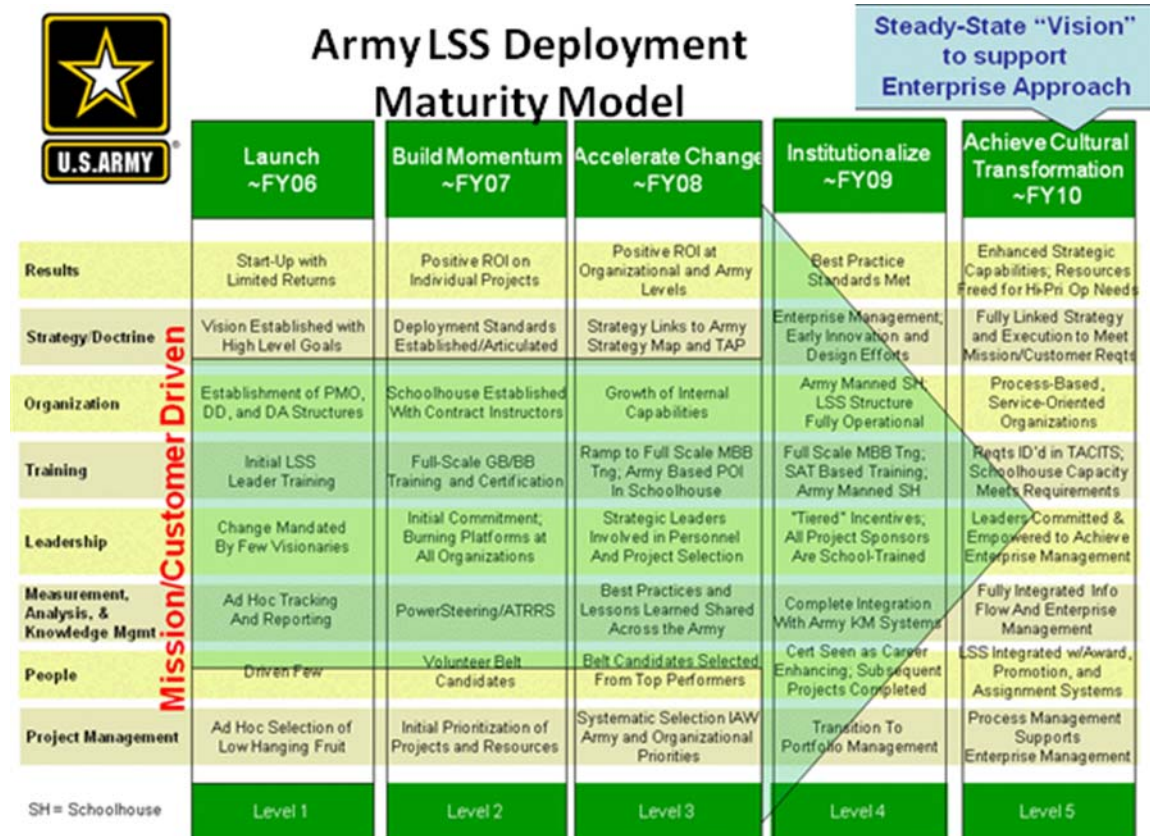 Army LSS Deployment
Maturity Model
Steady-State “Vision”
to support
Enterprise Approach
U.S.ARMY
®
Launch
~FY06
Build Momentum
~FY07
Accelerate Change
~FY08
Institutionalize
~FY09
Achieve Cultural
Transformation
~FY10
Mission/Customer Driven
Results
Start-Up with
Limited Returns
Positive ROI on
Individual Projects
Positive ROI at
Organizational and Army
Levels
Best Practice
Standards Met
Enhanced Strategic
Capabilities; Resources
Freed for Hi-Pri Op Needs
Strategy/Doctrine
Vision Established with
High Level Goals
Deployment Standards
Established/Articulated
Strategy Links to Army
Strategy Map and TAP
Enterprise Management;
Early Innovation and
Design Efforts
Fully Linked Strategy
and Execution to Meet
Mission/Customer Reqts
Organization
Establishment of PMO,
DD, and DA Structures
Schoolhouse Established
With Contract Instructors
Growth of Internal
Capabilities
Army Manned SH;
LSS Structure
Fully Operational
Process-Based,
Service-Oriented
Organizations
Training
Initial LSS
Leader Training
Full-Scale GB/BB
Training and Certification
Ramp to Full Scale MBB
Tng; Army Based POI
In Schoolhouse
Full Scale MBB Tng;
SAT Based Training;
Army Manned SH
Reqts ID'd in TACITS;
Schoolhouse Capacity
Meets Requirements
Leadership
Change Mandated
By Few Visionaries
Initial Commitment;
Burning Platforms at
All Organizations
Strategic Leaders
Involved in Personnel
And Project Selection
"Tiered" Incentives;
All Project Sponsors
Are School-Trained
Leaders Committed &
Empowered to Achieve
Enterprise Management
Measurement,
Analysis, &
Knowledge Mgmt
Ad Hoc Tracking
And Reporting
PowerSteering/ATRRS
Best Practices and
Lessons Learned Shared
Across the Army
Complete Integration
With Army KM Systems
Fully Integrated Info
Flow And Enterprise
Management
People
Driven Few
Volunteer Belt
Candidates
Belt Candidates Selected
From Top Performers
Cert Seen as Career
Enhancing; Subsequent
Projects Completed
LSS Integrated w/Award,
Promotion, and
Assignment Systems
Project Management
Ad Hoc Selection of
Low Hanging Fruit
Initial Prioritization of
Projects and Resources
Systematic Selection IAW
Army and Organizational
Priorities
Transition To
Portfolio Management
Process Management
Supports
Enterprise Management
SH = Schoolhouse
Level 1
Level 2
Level 3
Level 4
Level 5